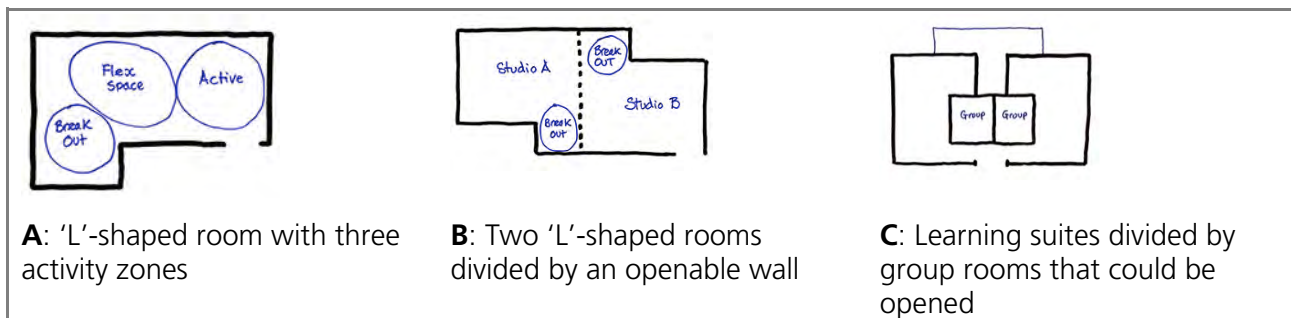 Flex
space
Active
Break
Out
Studio A
Break
OUT
Studio B
Break
OUT
Group
Group
A: ‘L’-shaped room with three
activity zones
B: Two ‘L’-shaped rooms
divided by an openable wall
C: Learning suites divided by
group rooms that could be
opened